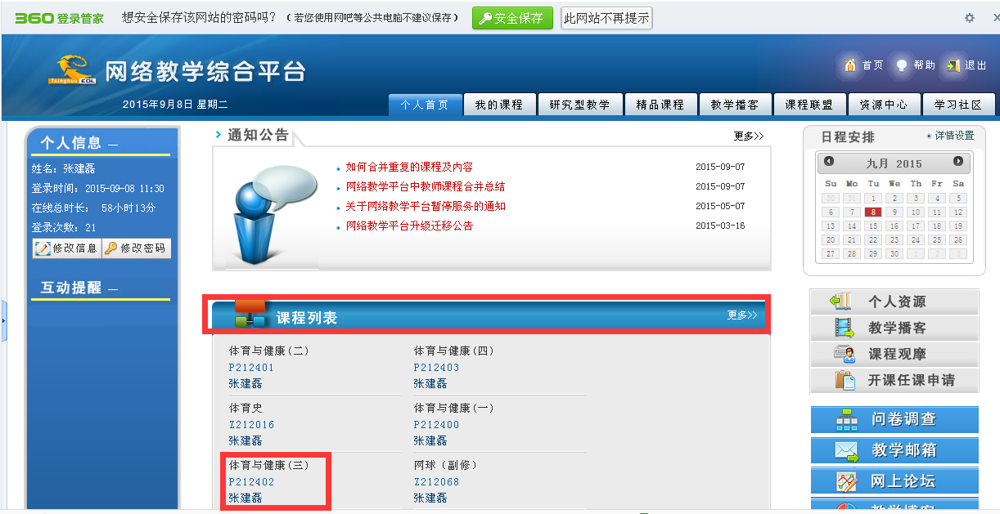 360登录管家 想安全保存该网站的密码吗？（若您使用网吧等公共电脑不建议保存） 安全保存 此网站不再提示
Tsinghua EOL 网络教学综合平台
首页 帮助 退出
2015年9月8日 星期二
个人首页 我的课程 研究型教学 精品课程 教学播客 课程联盟 资源中心 学习社区
个人信息
姓名：张建磊
登录时间：2015-09-08 11:30
在线总时长： 58小时13分
登录次数：21
修改信息 修改密码
互动提醒
通知公告 更多>>
如何合并重复的课程及内容 2015-09-07
网络教学平台中教师课程合并总结 2015-09-07
关于网络教学平台暂停服务的通知 2015-05-07
网络教学平台升级迁移公告 2015-03-16
课程列表 更多>>
体育与健康(二)
P212401
张建磊
体育与健康(四)
P212403
张建磊
体育史
Z212016
张建磊
体育与健康(一)
P212400
张建磊
体育与健康(三)
P212402
张建磊
网球（副修）
Z212068
张建磊
日程安排 详情设置
九月 2015
Su Mo Tu We Th Fr Sa
30 31 1 2 3 4 5
6 7 8 9 10 11 12
13 14 15 16 17 18 19
20 21 22 23 24 25 26
27 28 29 30 1 2 3
个人资源
教学播客
课程观摩
开课任课申请
问卷调查
教学邮箱
网上论坛
教学博客